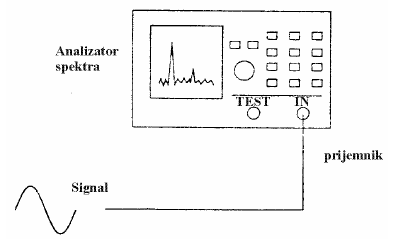 Analizator
spektra
TEST IN
prijemnik
Signal